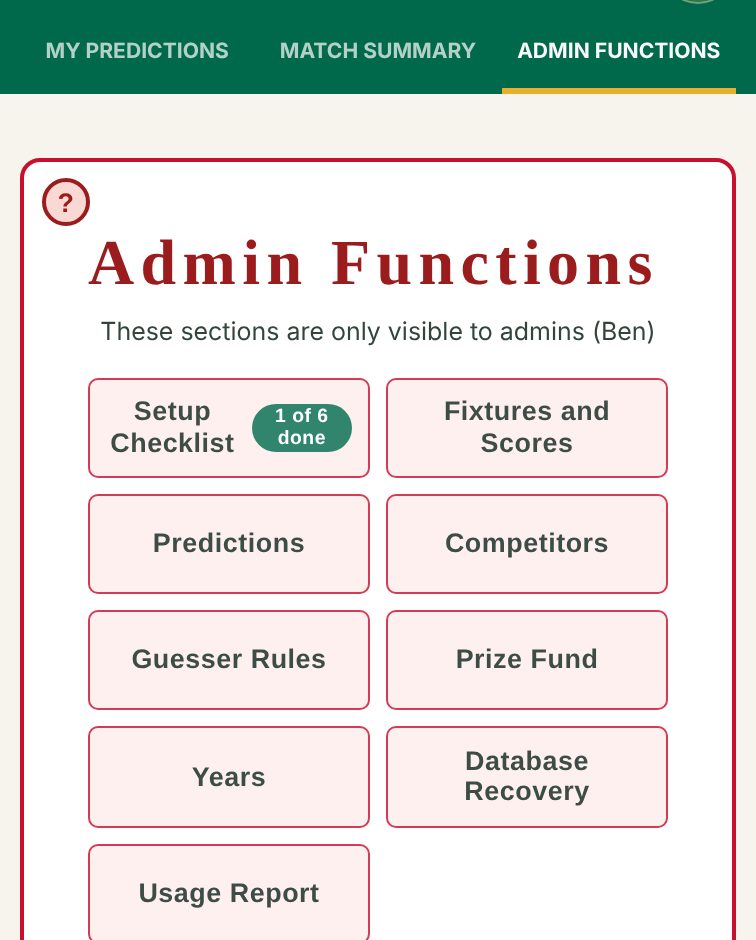 MY PREDICTIONS MATCH SUMMARY ADMIN FUNCTIONS
?
Admin Functions
These sections are only visible to admins (Ben)
Setup
Checklist
1 of 6
done
Fixtures and
Scores
Predictions
Competitors
Guesser Rules
Prize Fund
Years
Database
Recovery
Usage Report